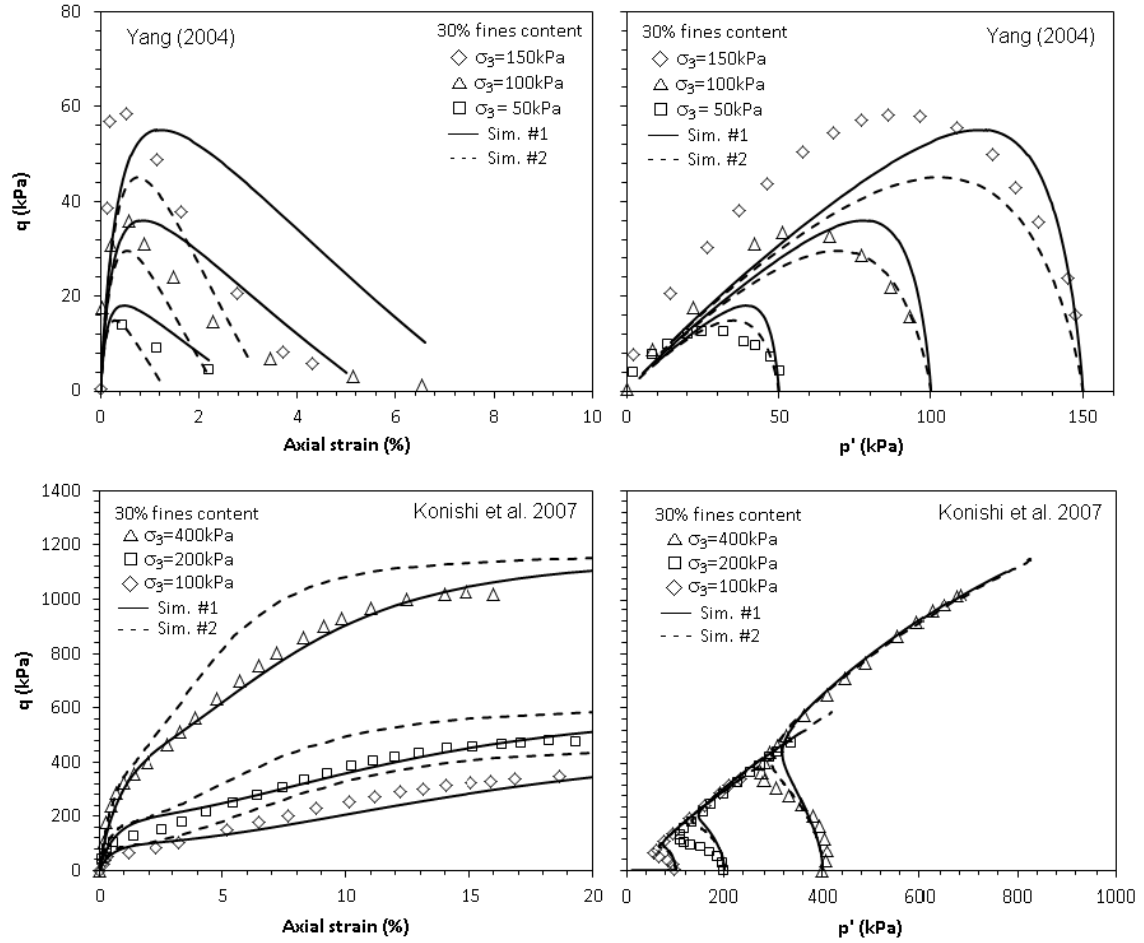 80
60
40
20
0
q (kPa)
Yang (2004)
30% fines content
σ3=150kPa
σ3=100kPa
σ3= 50kPa
Sim. #1
Sim. #2
0 2 4 6 8 10
Axial strain (%)
30% fines content
σ3=150kPa
σ3=100kPa
σ3= 50kPa
Sim. #1
Sim. #2
Yang (2004)
0 50 100 150
p' (kPa)
1400
1200
1000
800
600
400
200
0
q (kPa)
30% fines content
σ3=400kPa
σ3=200kPa
σ3=100kPa
Sim. #1
Sim. #2
Konishi et al. 2007
0 5 10 15 20
Axial strain (%)
30% fines content
σ3=400kPa
σ3=200kPa
σ3=100kPa
Sim. #1
Sim. #2
Konishi et al. 2007
0 200 400 600 800 1000
p' (kPa)